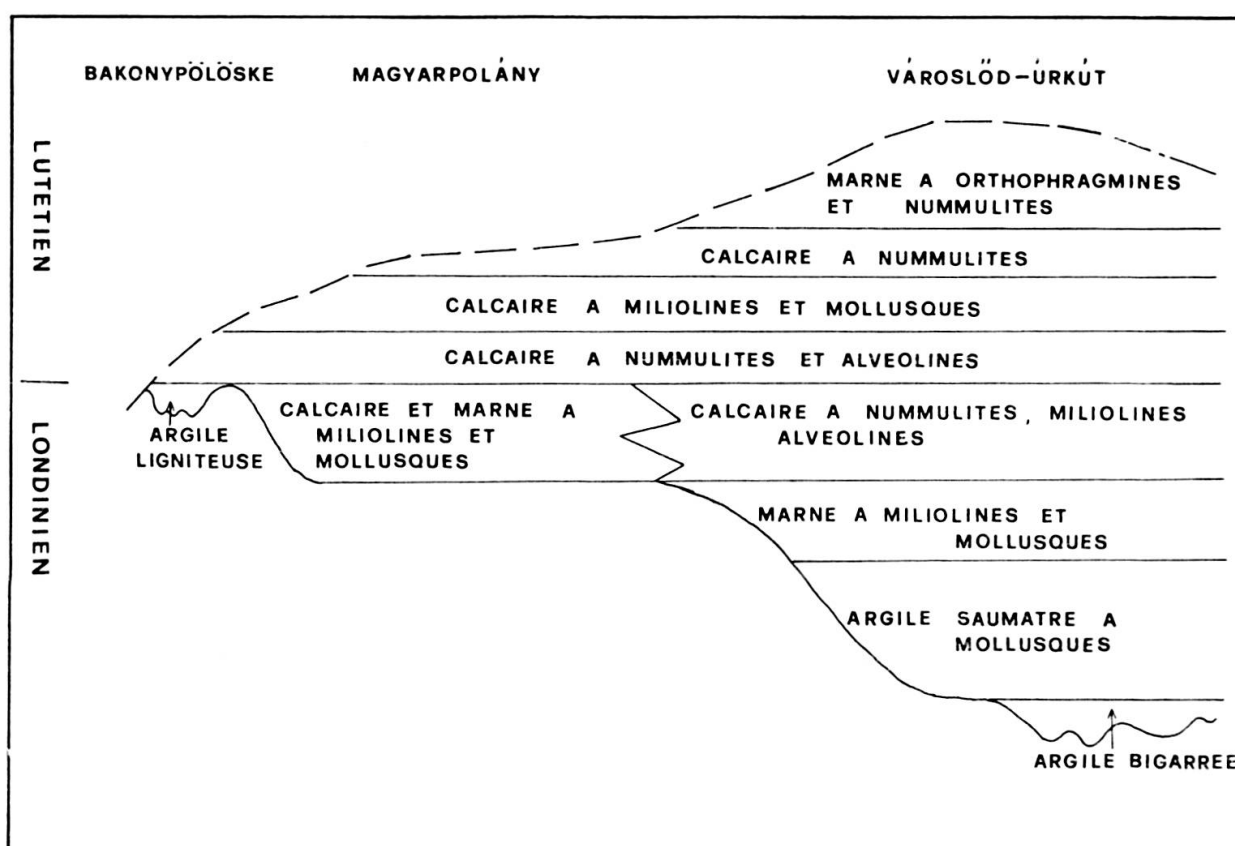 BAKONYPÖLÖSKE
MAGYARPOLÁNY
VÁROSLŐD-ÚRKÚT
LUTETIEN
MARNE A ORTHOPHRAGMINES
ET NUMMULITES
CALCAIRE A NUMMULITES
CALCAIRE A MILIOLINES ET MOLLUSQUES
CALCAIRE A NUMMULITES ET ALVEOLINES
LONDINIEN
ARGILE
LIGNITEUSE
CALCAIRE ET MARNE A
MILIOLINES ET
MOLLUSQUES
CALCAIRE A NUMMULITES, MILIOLINES
ALVEOLINES
MARNE A MILIOLINES ET
MOLLUSQUES
ARGILE SAUMATRE A
MOLLUSQUES
ARGILE BIGARREE